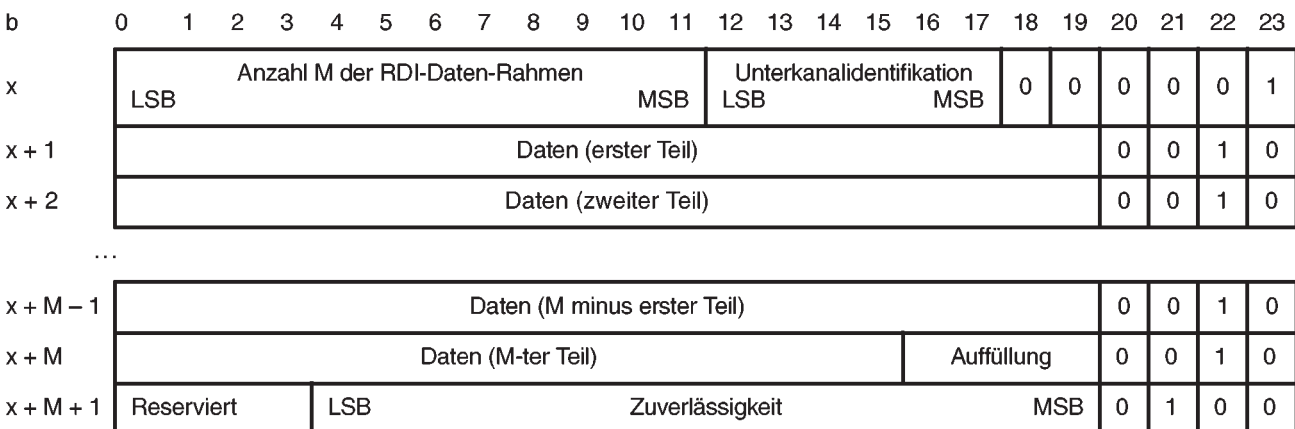 b 0 1 2 3 4 5 6 7 8 9 10 11 12 13 14 15 16 17 18 19 20 21 22 23
x Anzahl M der RDI-Daten-Rahmen Unterkanalidentifikation 0 0 0 0 0 1
LSB MSB LSB MSB
x + 1 Daten (erster Teil) 0 0 1 0
x + 2 Daten (zweiter Teil) 0 0 1 0
...
x + M – 1 Daten (M minus erster Teil) 0 0 1 0
x + M Daten (M-ter Teil) Auffüllung 0 0 1 0
x + M + 1 Reserviert LSB Zuverlässigkeit MSB 0 1 0 0